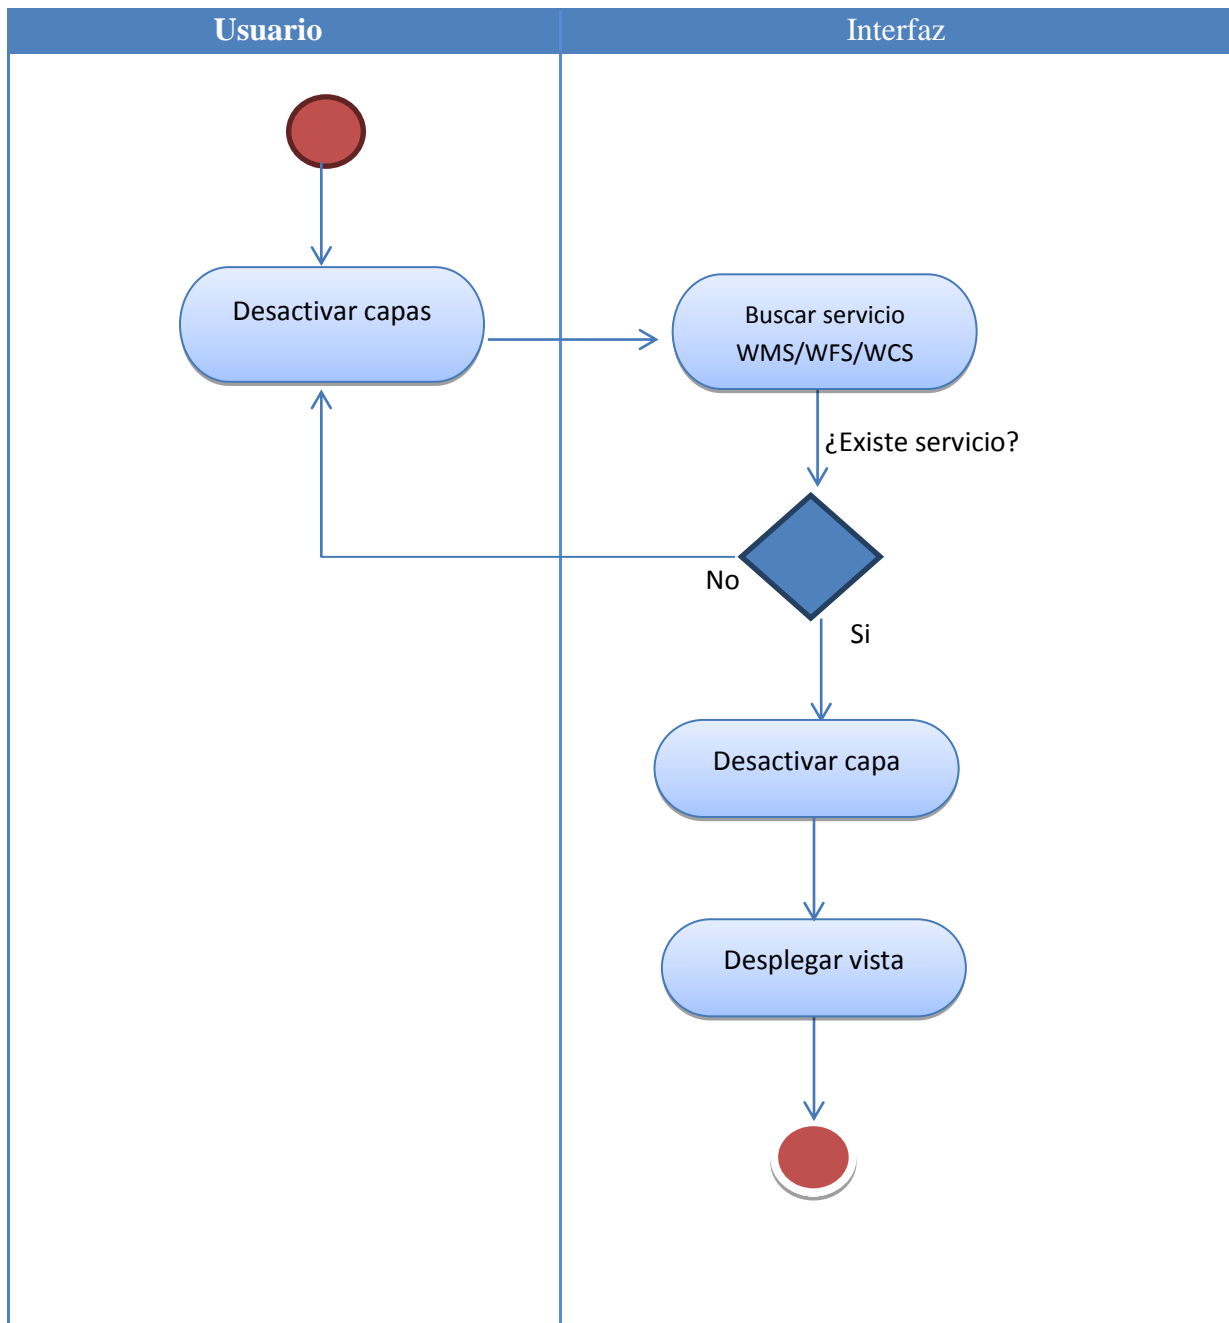 Usuario
Interfaz
Desactivar capas
Buscar servicio
WMS/WFS/WCS
¿Existe servicio?
No
Si
Desactivar capa
Desplegar vista